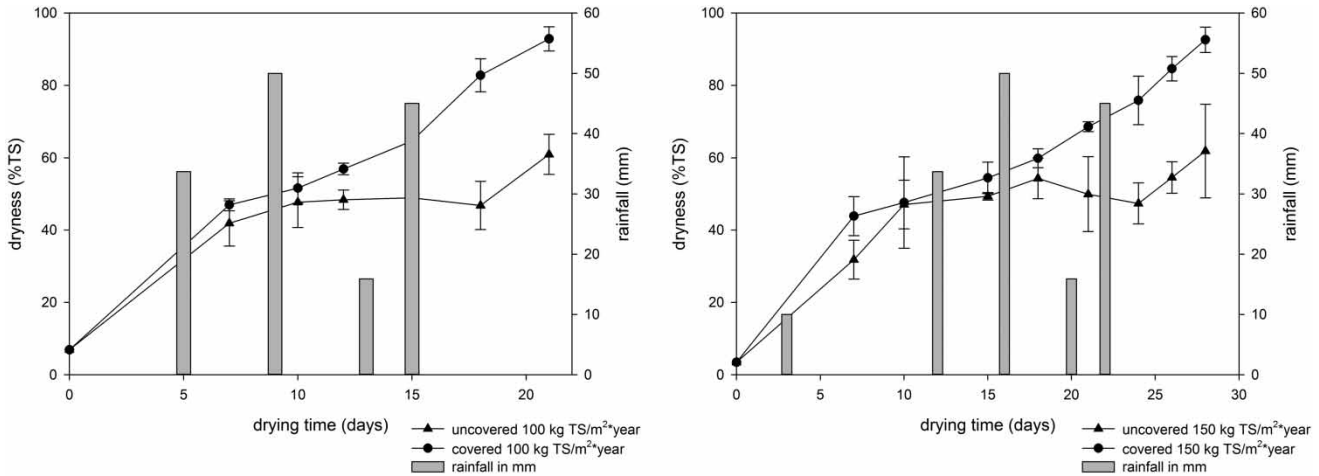 100
80
60
40
20
0
dryness (%TS)
60
50
40
30
20
10
0
rainfall (mm)
0 5 10 15 20
drying time (days)
uncovered 100 kg TS/m²*year
covered 100 kg TS/m²*year
rainfall in mm
100
80
60
40
20
0
dryness (%TS)
60
50
40
30
20
10
0
rainfall (mm)
0 5 10 15 20 25 30
drying time (days)
uncovered 150 kg TS/m²*year
covered 150 kg TS/m²*year
rainfall in mm